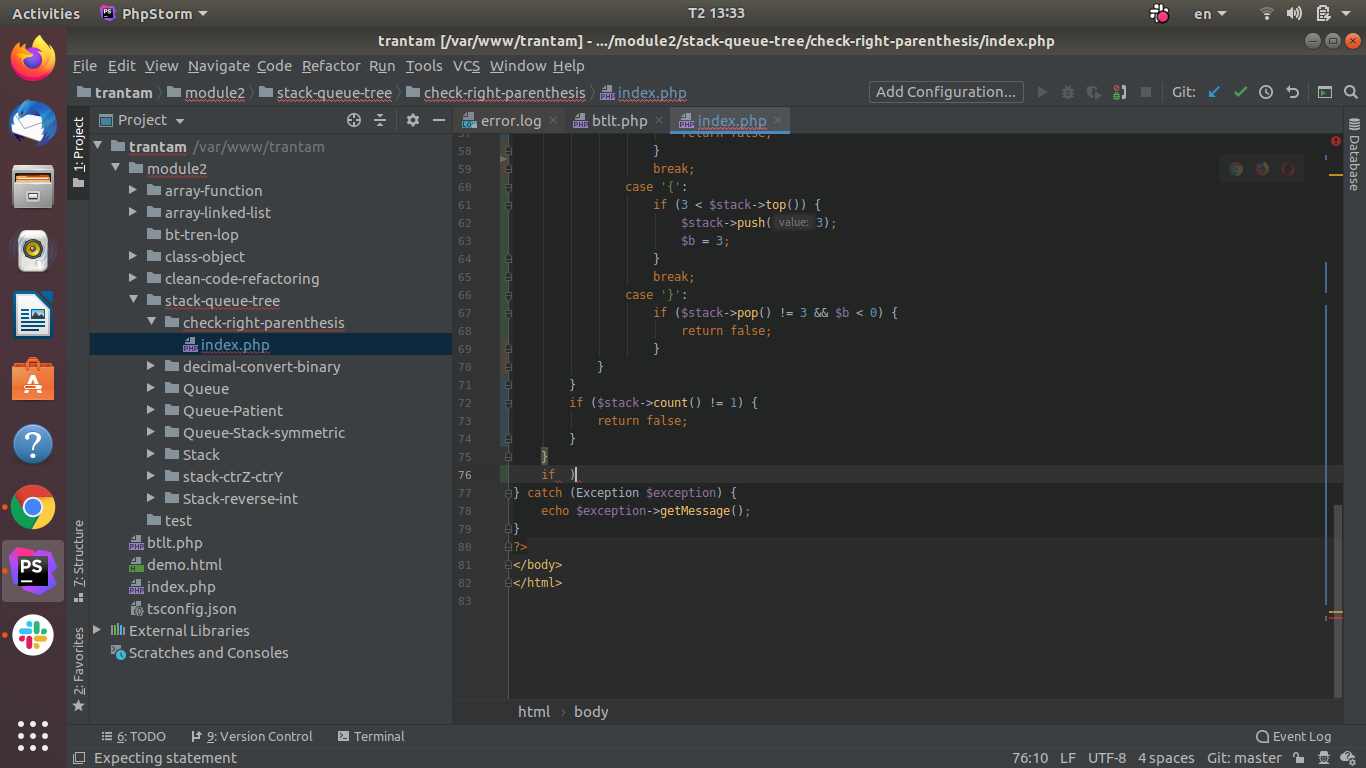 Activities PhpStorm T2 13:33 en
trantam [/var/www/trantam] - .../module2/stack-queue-tree/check-right-parenthesis/index.php
File Edit View Navigate Code Refactor Run Tools VCS Window Help
trantam module2 stack-queue-tree check-right-parenthesis index.php Add Configuration... Git:
Project error.log btlt.php index.php
1: Project
7: Structure
2: Favorites
trantam /var/www/trantam
module2
array-function
array-linked-list
bt-tren-lop
class-object
clean-code-refactoring
stack-queue-tree
check-right-parenthesis
index.php
decimal-convert-binary
Queue
Queue-Patient
Queue-Stack-symmetric
Stack
stack-ctrZ-ctrY
Stack-reverse-int
test
btlt.php
demo.html
index.php
tsconfig.json
External Libraries
Scratches and Consoles
57 return false;
58 }
59 break;
60 case '{':
61 if (3 < $stack->top()) {
62 $stack->push( value: 3);
63 $b = 3;
64 }
65 break;
66 case '}':
67 if ($stack->pop() != 3 && $b < 0) {
68 return false;
69 }
70 }
71 }
72 if ($stack->count() != 1) {
73 return false;
74 }
75 }
76 if )
77 } catch (Exception $exception) {
78 echo $exception->getMessage();
79 }
80 ?>
81 </body>
82 </html>
83
Database
html › body
6: TODO 9: Version Control Terminal Event Log
Expecting statement 76:10 LF UTF-8 4 spaces Git: master
PS